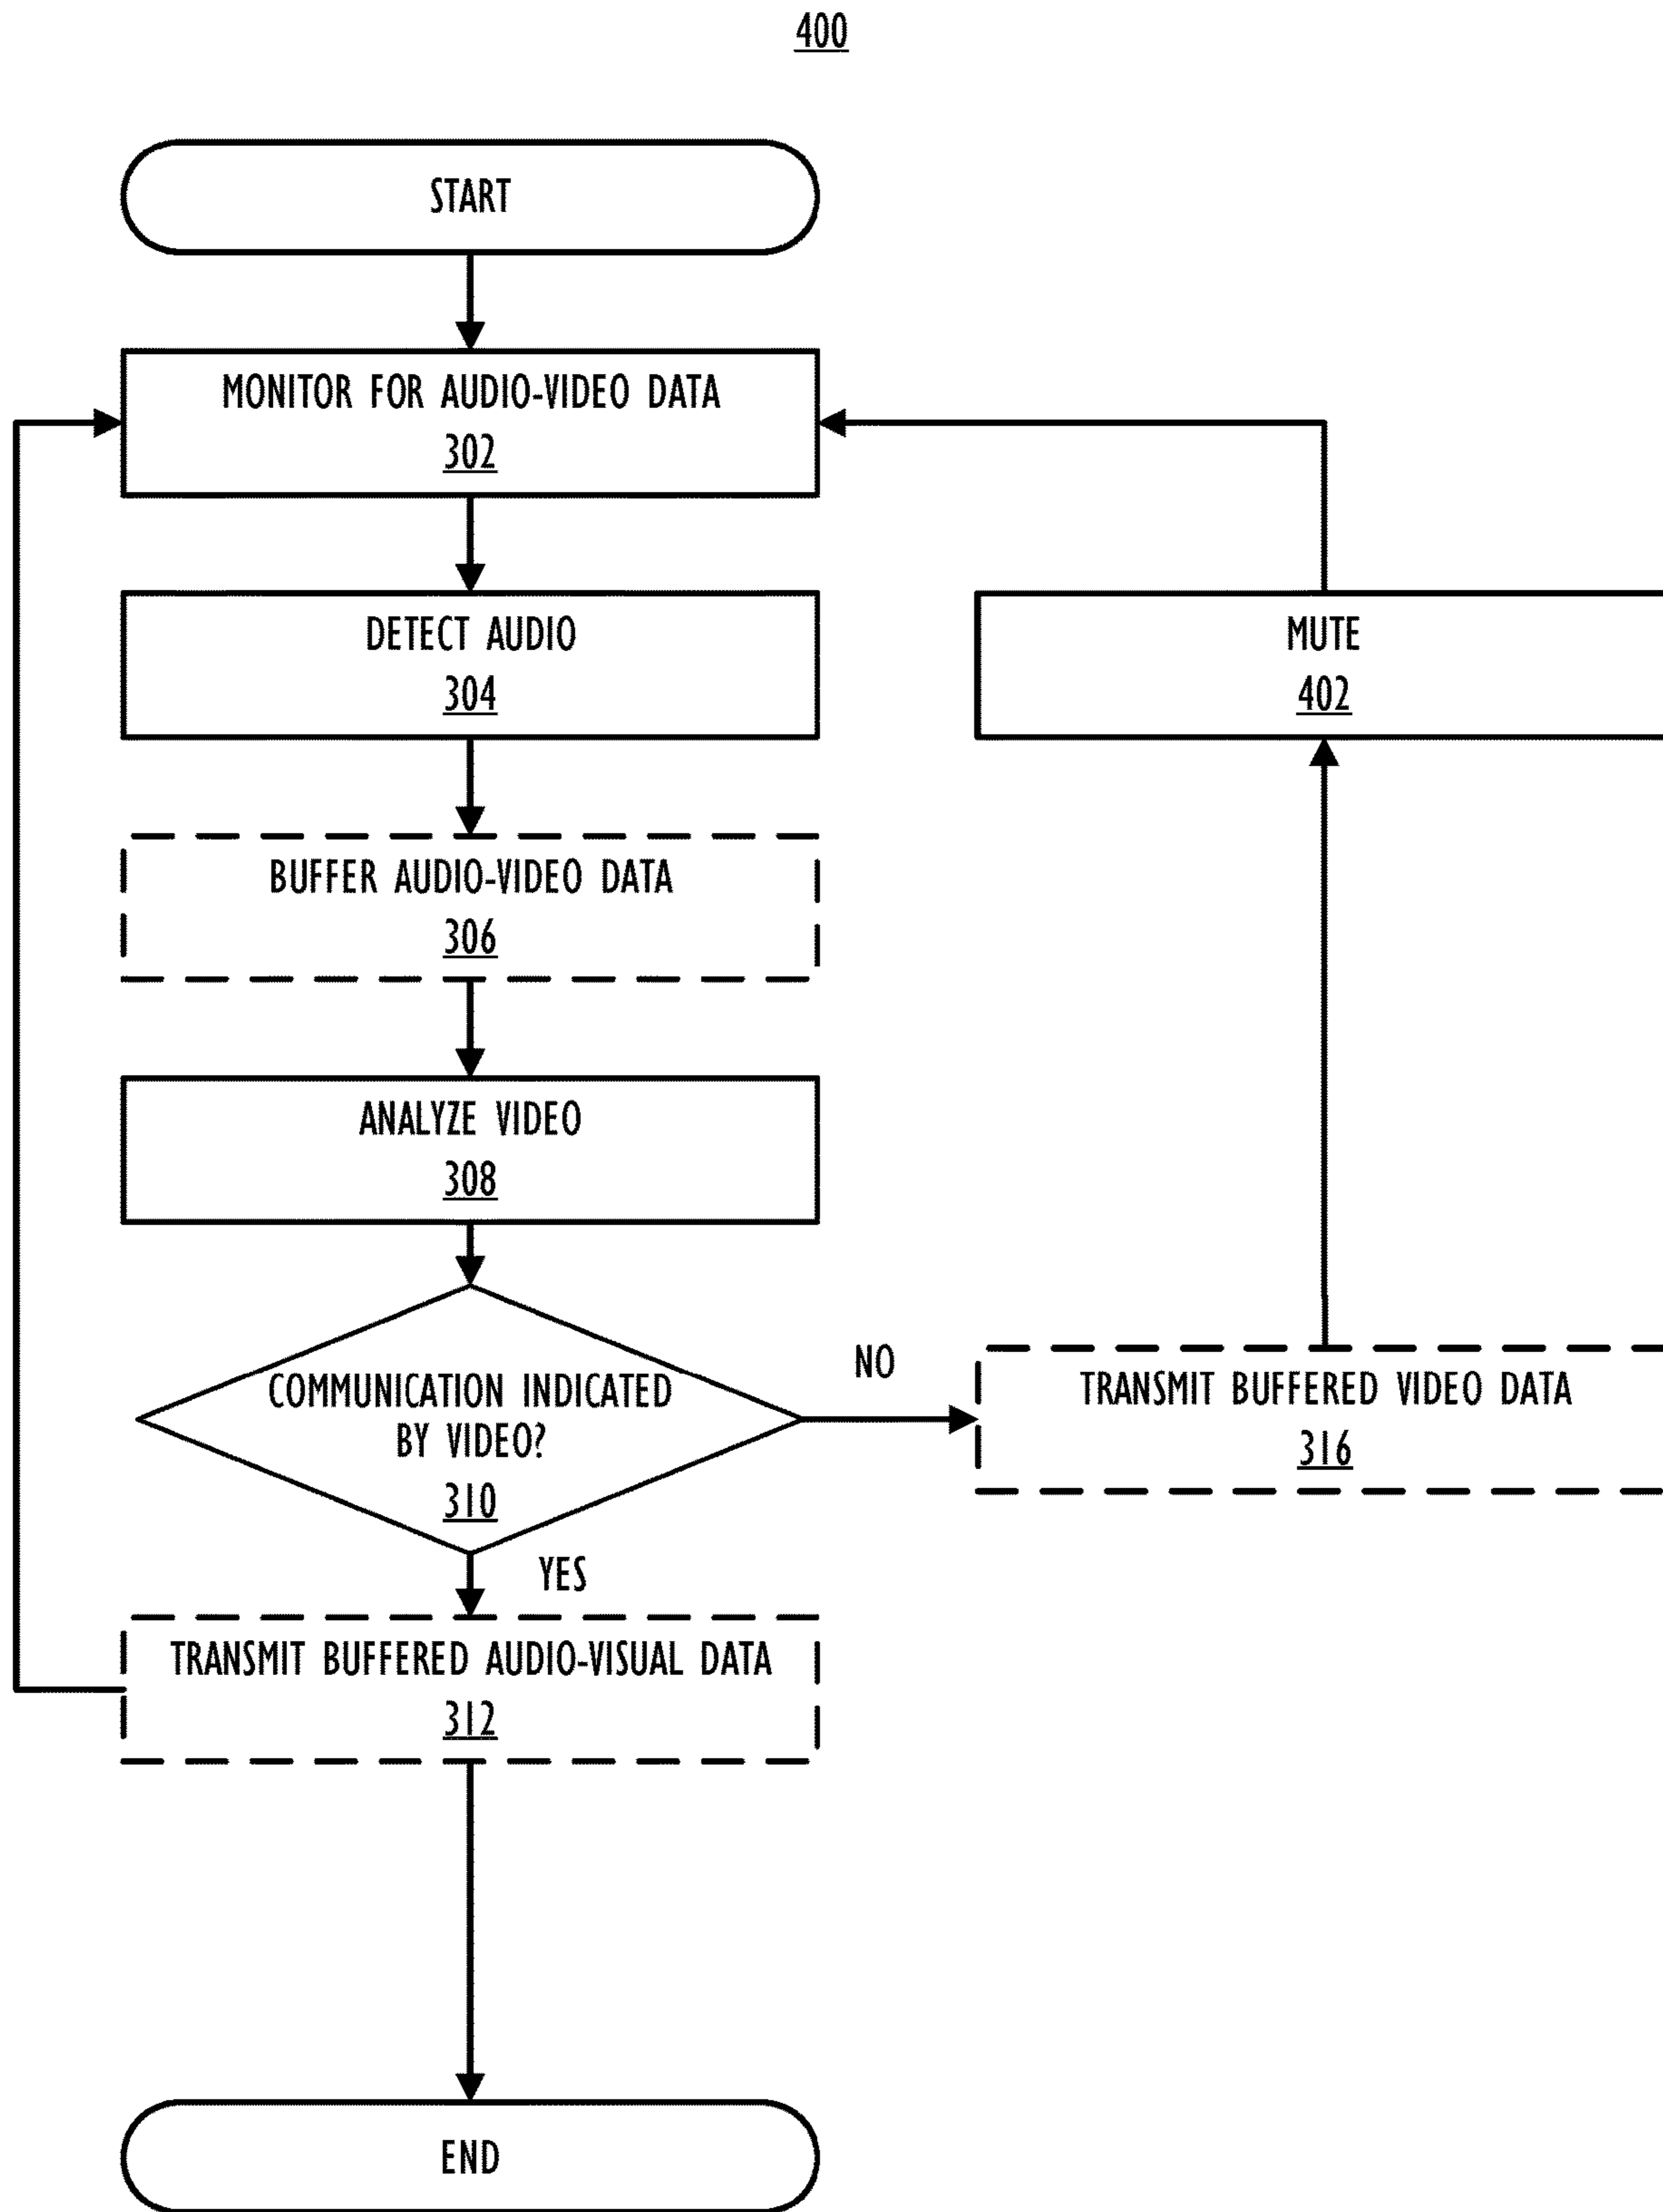 400
START
MONITOR FOR AUDIO-VIDEO DATA
302
DETECT AUDIO
304
MUTE
402
BUFFER AUDIO-VIDEO DATA
306
ANALYZE VIDEO
308
COMMUNICATION INDICATED
BY VIDEO?
310
NO
TRANSMIT BUFFERED VIDEO DATA
316
YES
TRANSMIT BUFFERED AUDIO-VISUAL DATA
312
END